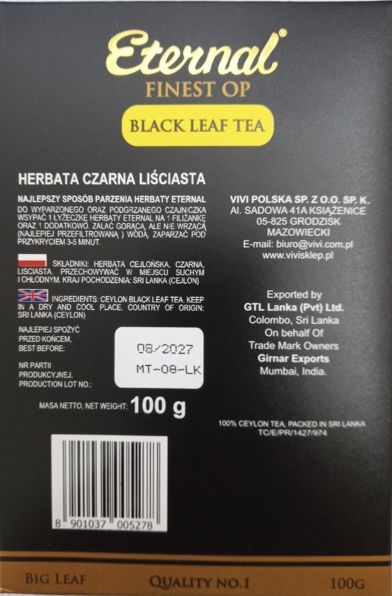 Eternal
FINEST OP
BLACK LEAF TEA
HERBATA CZARNA LIŚCIASTA
NAJLEPSZY SPOSÓB PARZENIA HERBATY ETERNAL
DO WYPARZONEGO ORAZ PODGRZANEGO CZAJNICZKA
WSYPAĆ 1 ŁYŻECZKĘ HERBATY ETERNAL NA 1 FILIŻANKĘ
ORAZ 1 DODATKOWO. ZALAĆ GORĄCĄ, ALE NIE WRZĄCĄ
(NAJLEPIEJ PRZEFILTROWANĄ) WODĄ. ZAPARZAĆ POD
PRZYKRYCIEM 3-5 MINUT.
SKŁADNIKI: HERBATA CEJLOŃSKA, CZARNA,
LIŚCIASTA. PRZECHOWYWAĆ W MIEJSCU SUCHYM
I CHŁODNYM. KRAJ POCHODZENIA: SRI LANKA (CEJLON)
INGREDIENTS: CEYLON BLACK LEAF TEA. KEEP
IN A DRY AND COOL PLACE. COUNTRY OF ORIGIN:
SRI LANKA (CEYLON)
NAJLEPIEJ SPOŻYĆ
PRZED KOŃCEM,
BEST BEFORE:
08/2027
NR PARTII
PRODUKCYJNEJ,
PRODUCTION LOT NO.:
MT-08-LK
MASA NETTO, NET WEIGHT: 100 g
8 901037 005278
VIVI POLSKA SP. Z O.O. SP. K.
Al. SADOWA 41A KSIĄŻENICE
05-825 GRODZISK
MAZOWIECKI
E-mail: biuro@vivi.com.pl
www.vivisklep.pl
Exported by
GTL Lanka (Pvt) Ltd.
Colombo, Sri Lanka
On behalf Of
Trade Mark Owners
Girnar Exports
Mumbai, India.
100% CEYLON TEA, PACKED IN SRI LANKA
TC/E/PR/1427/974
BIG LEAF
QUALITY NO.1
100G